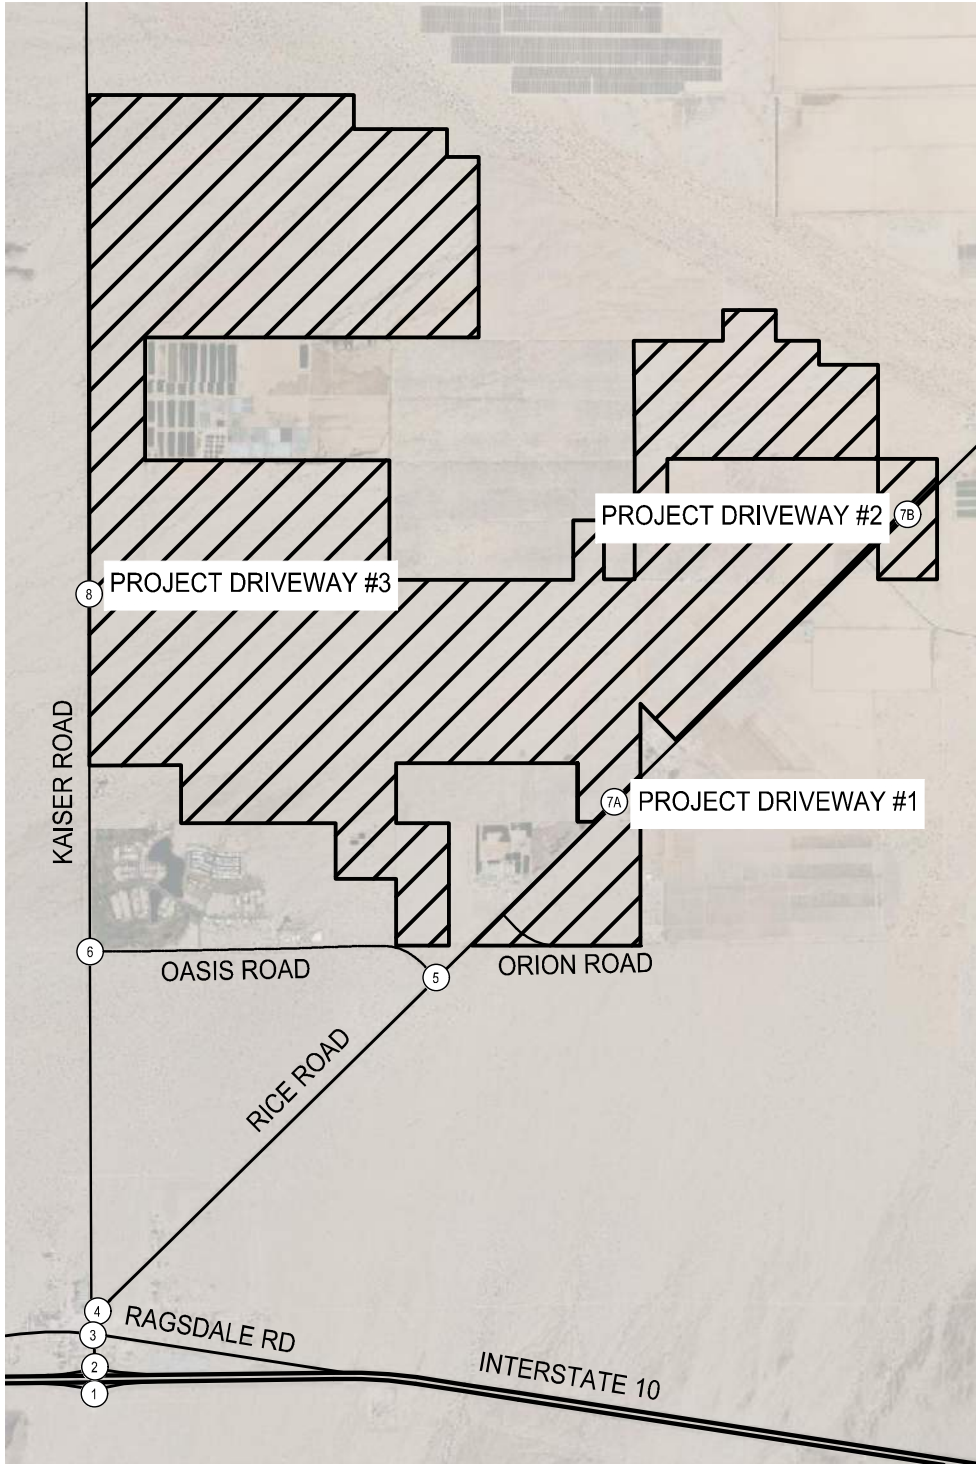 PROJECT DRIVEWAY #2
7B
8
PROJECT DRIVEWAY #3
KAISER ROAD
7A
PROJECT DRIVEWAY #1
6
OASIS ROAD
5
ORION ROAD
RICE ROAD
4
RAGSDALE RD
3
2
INTERSTATE 10
1